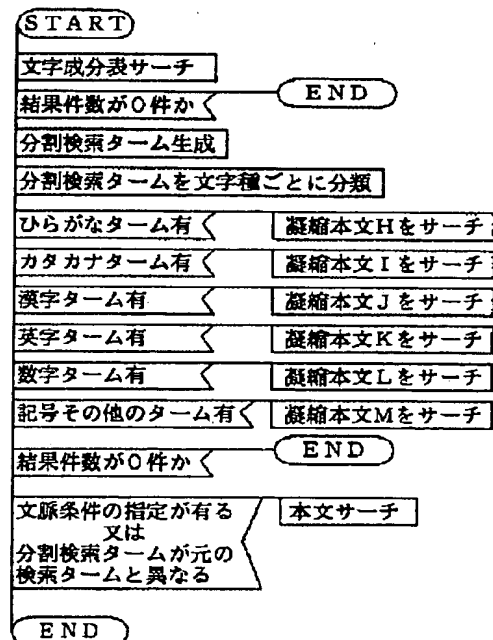 START
文字成分表サーチ
結果件数が０件か
END
分割検索ターム生成
分割検索タームを文字種ごとに分類
ひらがなターム有
凝縮本文Hをサーチ
カタカナターム有
凝縮本文Iをサーチ
漢字ターム有
凝縮本文Jをサーチ
英字ターム有
凝縮本文Kをサーチ
数字ターム有
凝縮本文Lをサーチ
記号その他のターム有
凝縮本文Mをサーチ
結果件数が０件か
END
文脈条件の指定が有る
又は
分割検索タームが元の
検索タームと異なる
本文サーチ
END